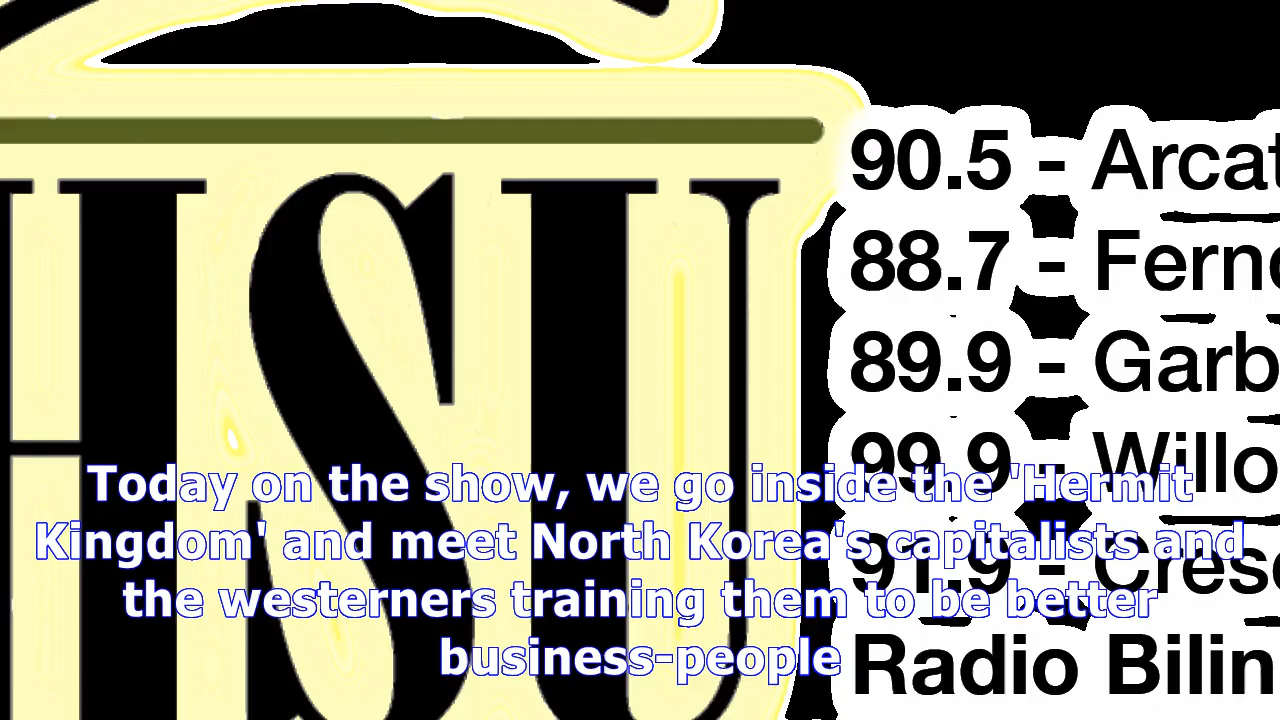 HSU
90.5 - Arcat
88.7 - Fern
89.9 - Garb
99.9 - Willo
91.9 - Cresc
Radio Bilin
Today on the show, we go inside the 'Hermit
Kingdom' and meet North Korea's capitalists and
the westerners training them to be better
business-people